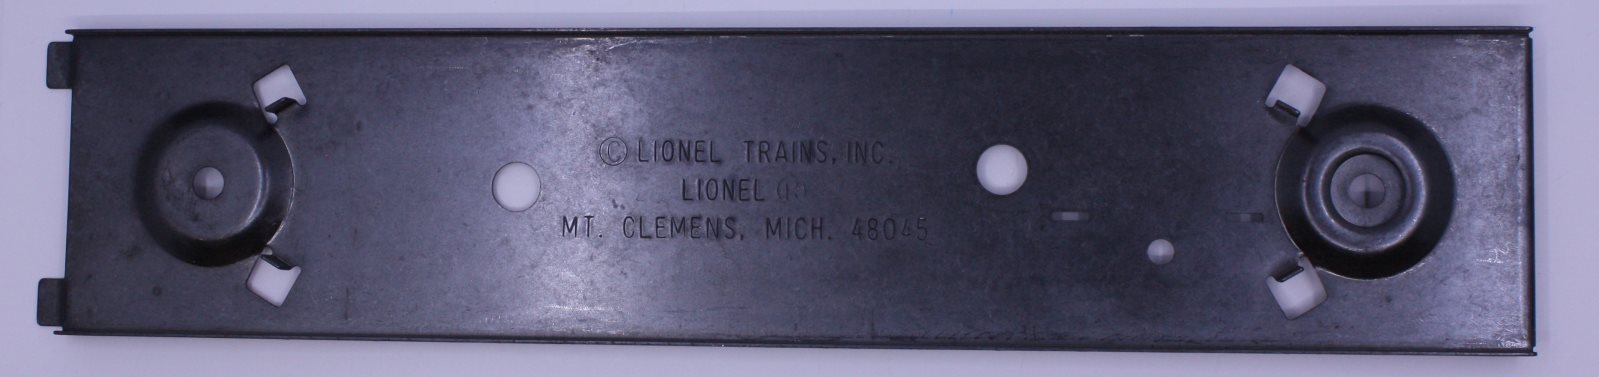 © LIONEL TRAINS, INC.
LIONEL
MT. CLEMENS, MICH. 48045